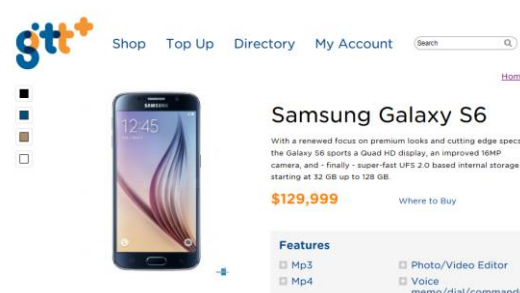 gtt+
Shop Top Up Directory My Account Search
Hom
SAMSUNG
12:45
Samsung Galaxy S6
With a renewed focus on premium looks and cutting edge specs
the Galaxy S6 sports a Quad HD display, an improved 16MP
camera, and - finally - super-fast UFS 2.0 based internal storage
starting at 32 GB up to 128 GB.
$129,999 Where to Buy
Features
Mp3 Photo/Video Editor
Mp4 Voice
memo/dial/command